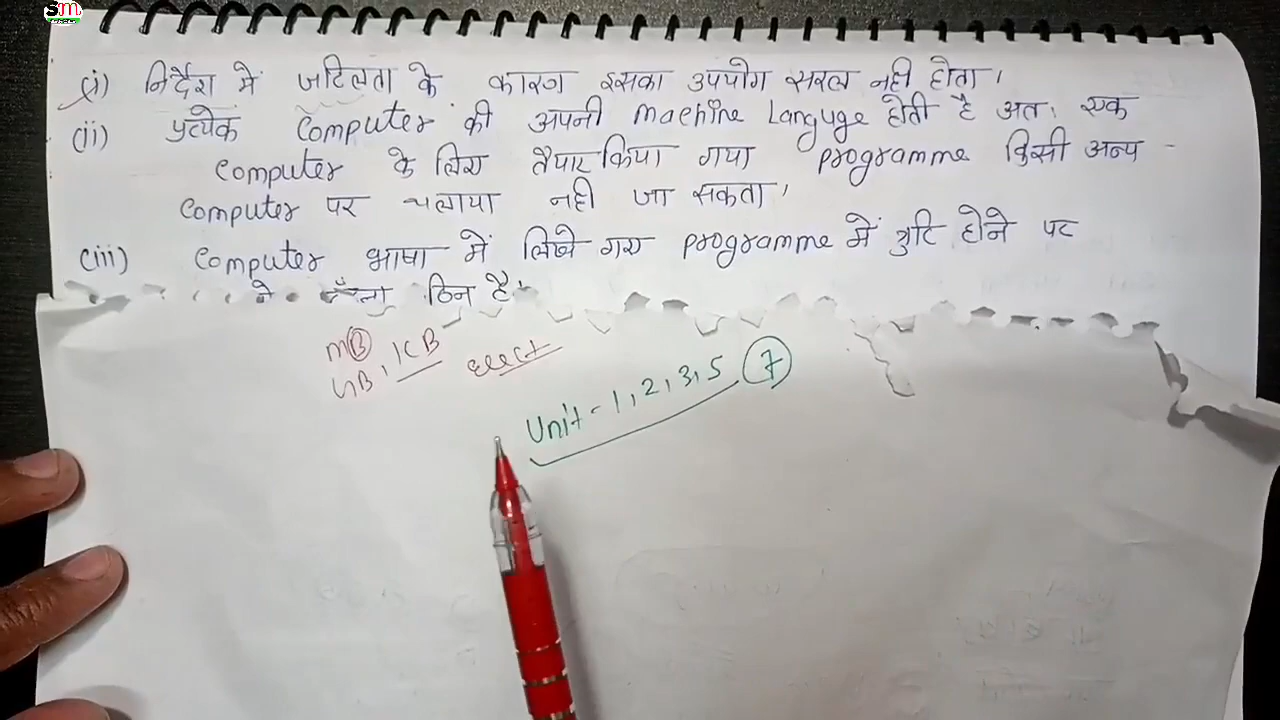 SM
(i) निर्देश में जटिलता के कारण इसका उपयोग सरल नही होता।
(ii) प्रत्येक Computer की अपनी machine Languge होती है अतः एक
Computer के लिए तैयार किया गया programme किसी अन्य -
Computer पर चलाया नही जा सकता।
(iii) Computer भाषा में लिखे गए programme में त्रुटि होने पर
ठिन है।
MB
GB, KB
Unit - 1, 2, 3, 5 7